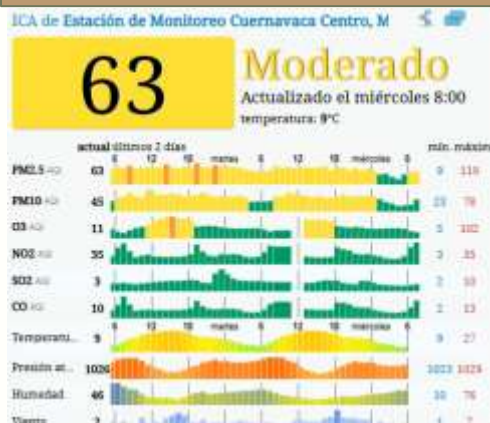 ICA de Estación de Monitoreo Cuernavaca Centro, M
63
Moderado
Actualizado el miércoles 8:00
temperatura: 9°C
actual últimos 2 días mín. máxim
6 12 18 martes 6 12 18 miércoles 6
PM2.5 AQI 63 9 110
PM10 AQI 45 23 78
O3 AQI 11 5 102
NO2 AQI 35 3 35
SO2 AQI 3 2 10
CO AQI 10 2 13
6 12 18 martes 6 12 18 miércoles 6
Temperatu.. 9 9 27
Presión at... 1026 1023 1028
Humedad 46 10 76
Viento 2 1 7